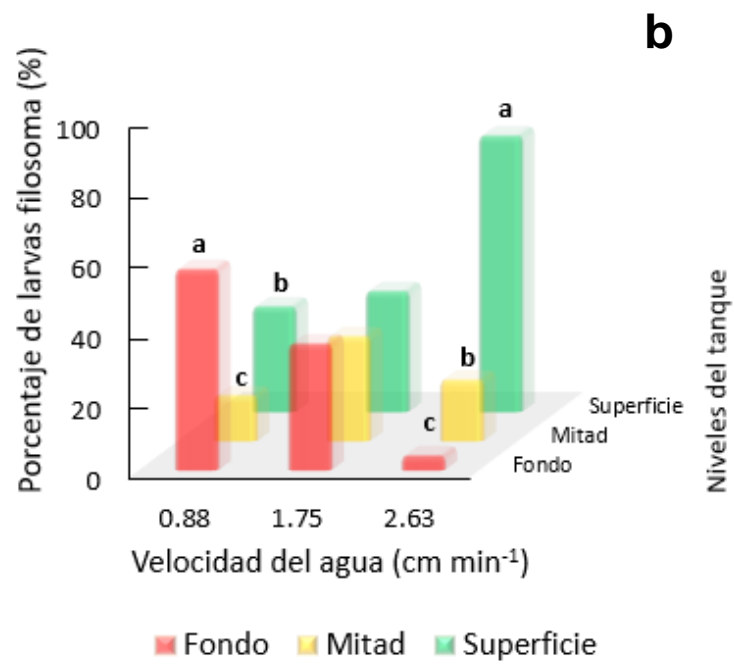 b
Porcentaje de larvas filosoma (%)
100
80
60
40
20
0
a
c
b
c
b
a
Superficie
Mitad
Fondo
Niveles del tanque
0.88 1.75 2.63
Velocidad del agua (cm min⁻¹)
Fondo Mitad Superficie